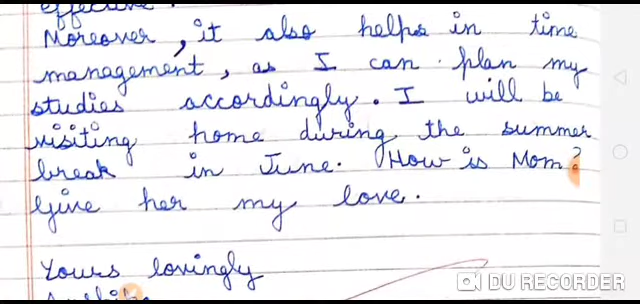 effective.
Moreover, it also helps in time
management, as I can plan my
studies accordingly. I will be
visiting home during the summer
break in June. How is Mom?
Give her my love.
Yours lovingly
DU RECORDER